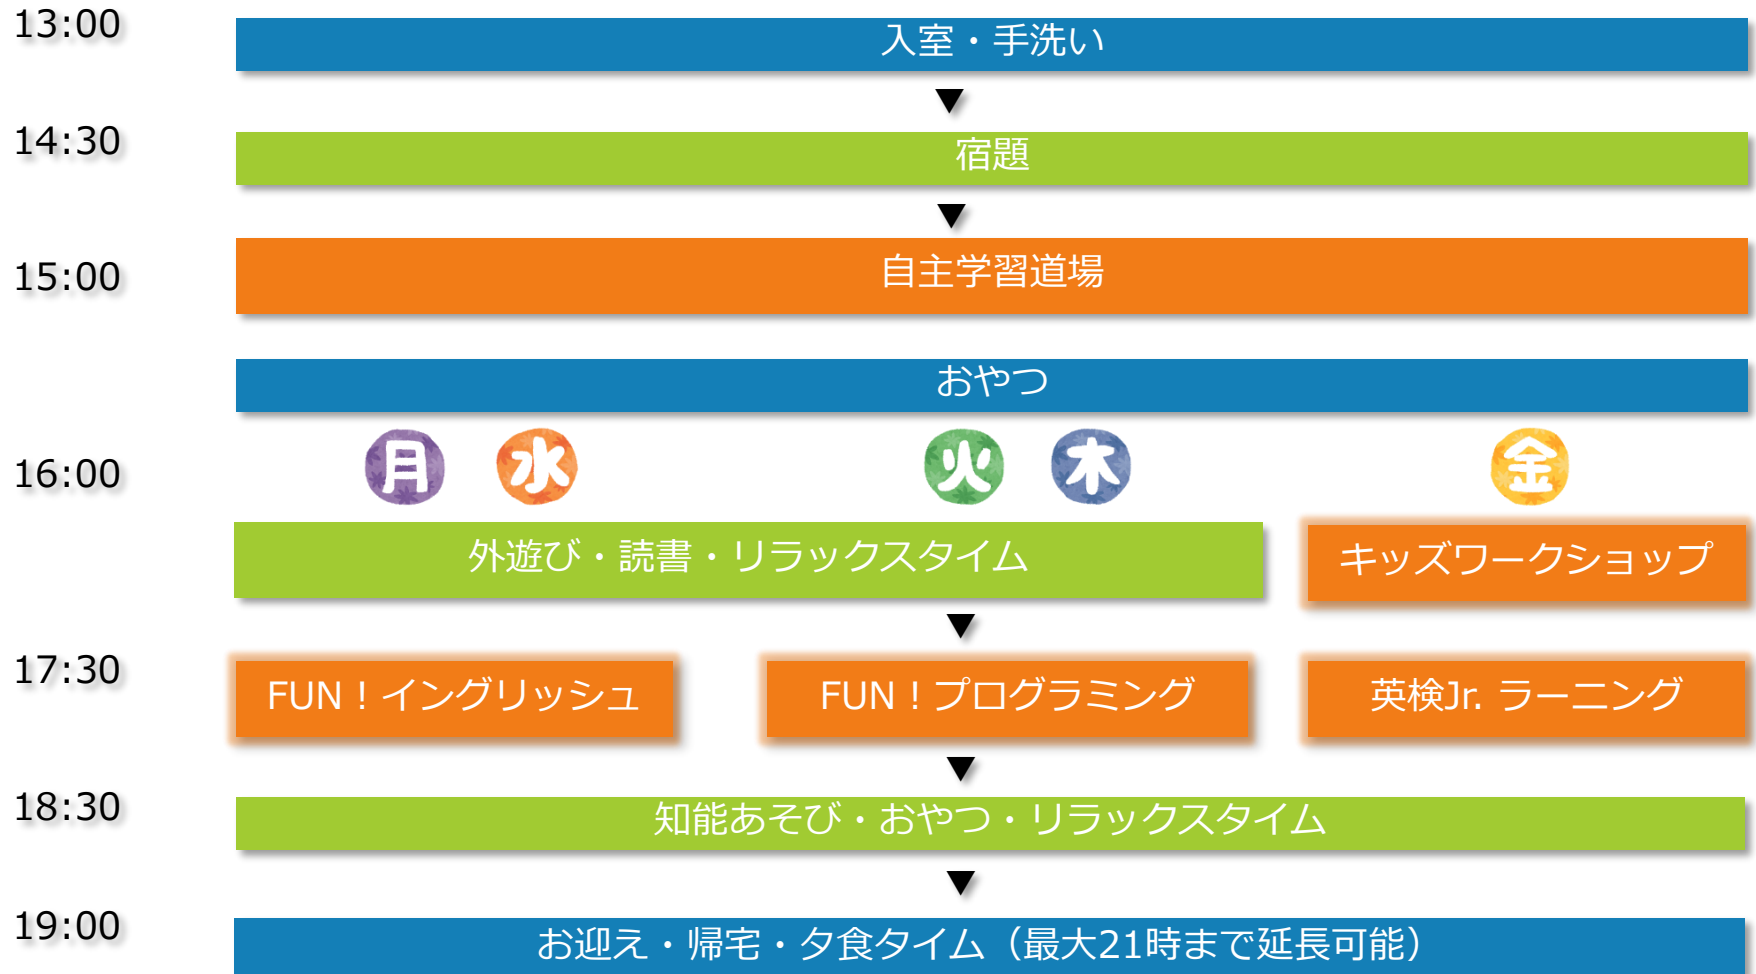 13:00
入室・手洗い
14:30
宿題
15:00
自主学習道場
おやつ
16:00
月 水 火 木 金
外遊び・読書・リラックスタイム
キッズワークショップ
17:30
FUN！イングリッシュ
FUN！プログラミング
英検Jr. ラーニング
18:30
知能あそび・おやつ・リラックスタイム
19:00
お迎え・帰宅・夕食タイム（最大21時まで延長可能）